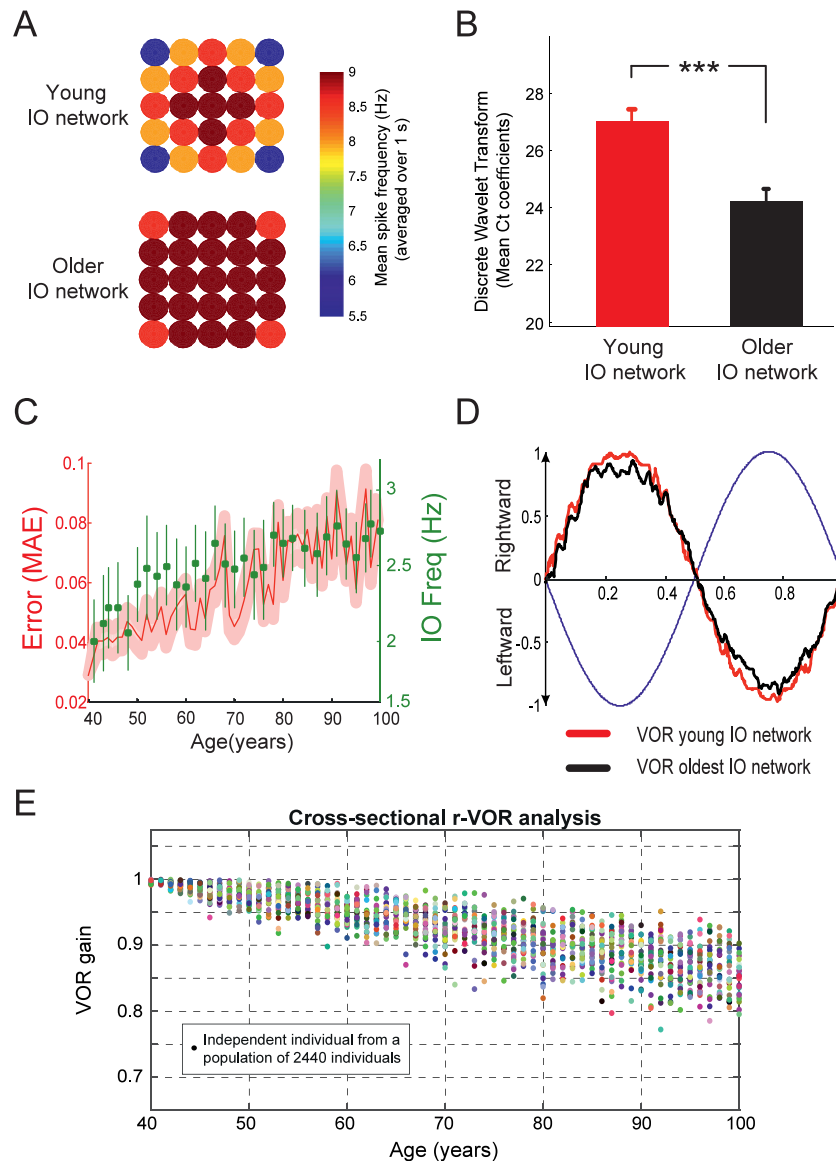 A
Young
IO network
Older
IO network
9
8.5
8
7.5
7
6.5
6
5.5
Mean spike frequency (Hz)
(averaged over 1 s)
B
***
Discrete Wavelet Transform
(Mean Ct coefficients)
28
26
24
22
20
Young
IO network
Older
IO network
C
Error (MAE)
0.1
0.08
0.06
0.04
0.02
IO Freq (Hz)
3
2.5
2
1.5
40 50 60 70 80 90 100
Age(years)
D
Rightward
Leftward
1
0.5
0
-0.5
-1
0.2 0.6 0.8
VOR young IO network
VOR oldest IO network
E
Cross-sectional r-VOR analysis
VOR gain
1
0.9
0.8
0.7
Independent individual from a
population of 2440 individuals
40 50 60 70 80 90 100
Age (years)